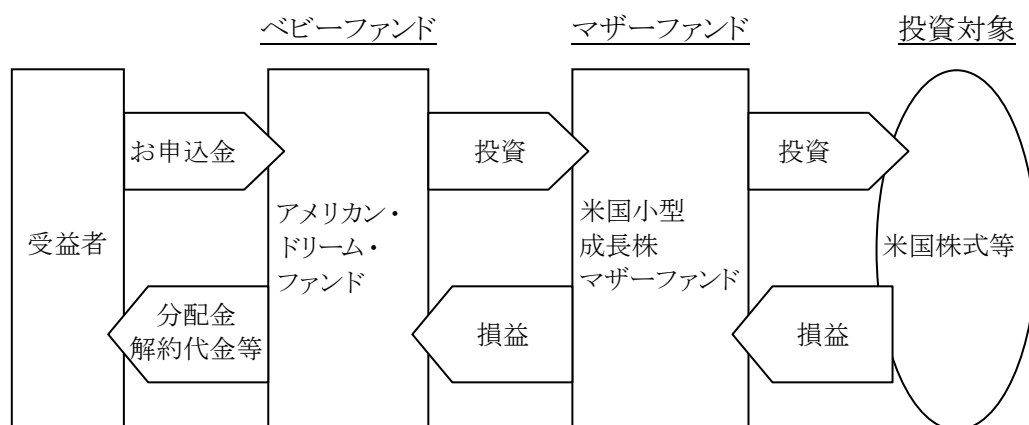 ベビーファンド
マザーファンド
投資対象
お申込金
投資
投資
受益者
アメリカン・
ドリーム・
ファンド
米国小型
成長株
マザーファンド
米国株式等
分配金
解約代金等
損益
損益